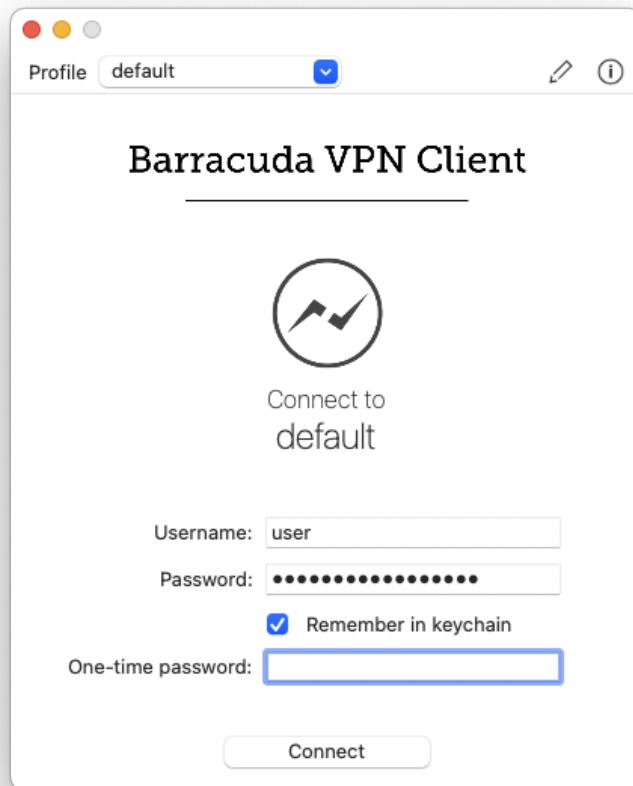 Profile default
Barracuda VPN Client
Connect to
default
Username: user
Password: •••••••••••••••••
Remember in keychain
One-time password:
Connect